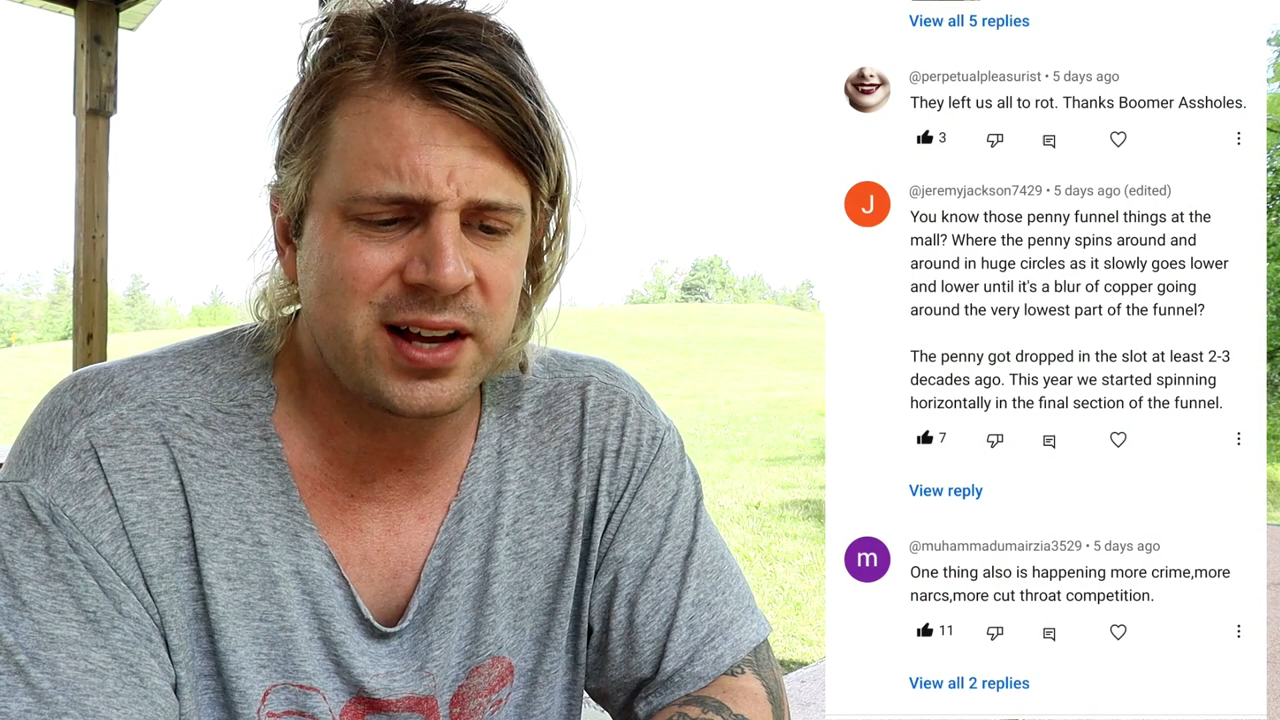 View all 5 replies
@perpetualpleasurist • 5 days ago
They left us all to rot. Thanks Boomer Assholes.
3
J
@jeremyjackson7429 • 5 days ago (edited)
You know those penny funnel things at the
mall? Where the penny spins around and
around in huge circles as it slowly goes lower
and lower until it's a blur of copper going
around the very lowest part of the funnel?
The penny got dropped in the slot at least 2-3
decades ago. This year we started spinning
horizontally in the final section of the funnel.
7
View reply
m
@muhammadumairzia3529 • 5 days ago
One thing also is happening more crime,more
narcs,more cut throat competition.
11
View all 2 replies